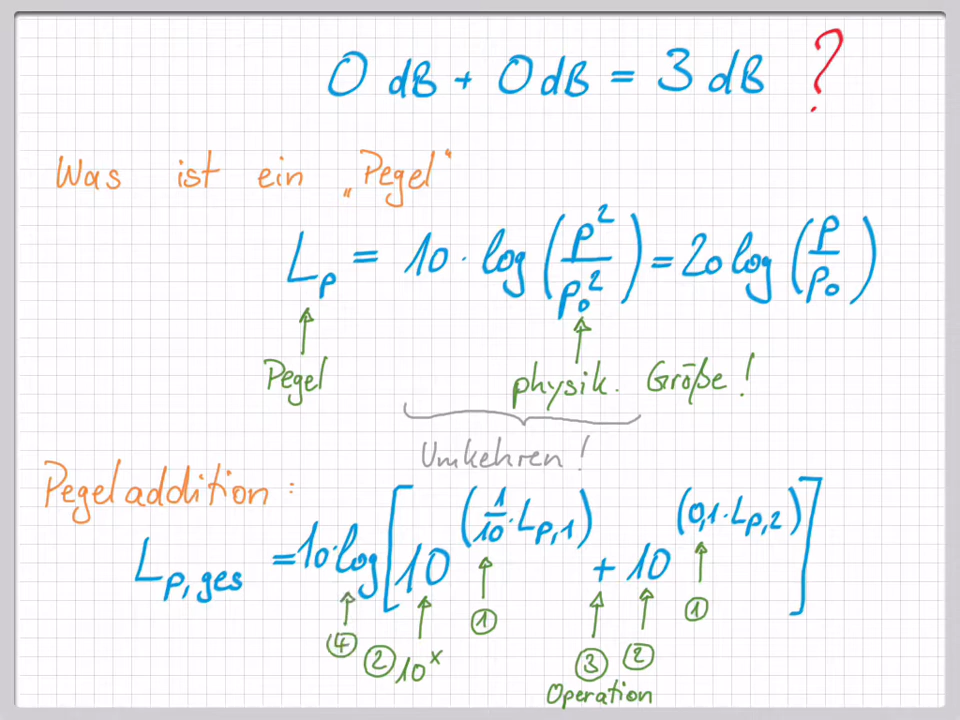 0 dB + 0 dB = 3 dB ?
Was ist ein „Pegel“
L_p = 10 · log (p²/p₀²) = 20 log (p/p₀)
Pegel
physik. Größe!
Umkehren!
Pegeladdition:
L_p,ges = 10·log[10^(1/10·L_p,1) + 10^(0,1·L_p,2)]
④ ② 10^x ① ③ ② ①
Operation